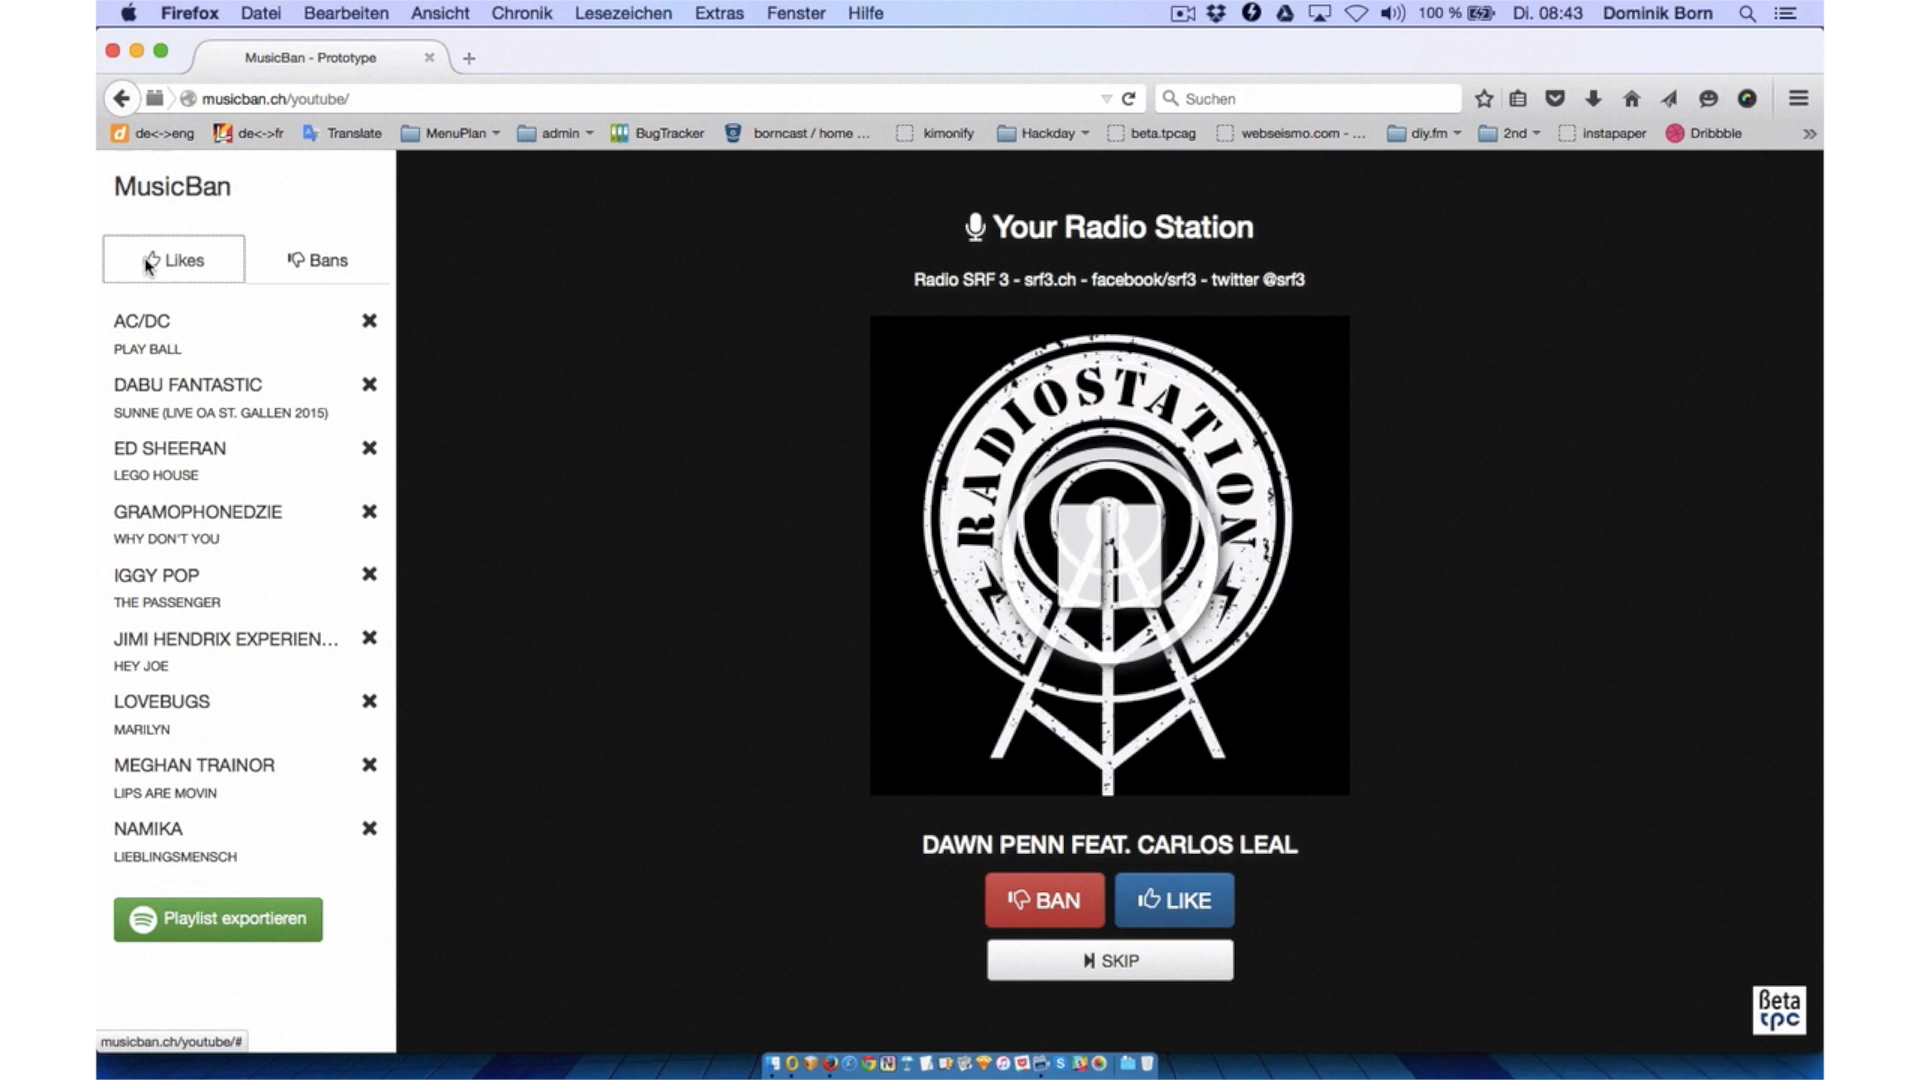 Firefox Datei Bearbeiten Ansicht Chronik Lesezeichen Extras Fenster Hilfe 100 % Di. 08:43 Dominik Born
MusicBan - Prototype
musicban.ch/youtube/ Suchen
de<->eng de<->fr Translate MenuPlan admin BugTracker borncast / home ... kimonify Hackday beta.tpcag webseismo.com - ... diy.fm 2nd instapaper Dribbble
MusicBan
Likes Bans
AC/DC
PLAY BALL
DABU FANTASTIC
SUNNE (LIVE OA ST. GALLEN 2015)
ED SHEERAN
LEGO HOUSE
GRAMOPHONEDZIE
WHY DON'T YOU
IGGY POP
THE PASSENGER
JIMI HENDRIX EXPERIEN...
HEY JOE
LOVEBUGS
MARILYN
MEGHAN TRAINOR
LIPS ARE MOVIN
NAMIKA
LIEBLINGSMENSCH
Playlist exportieren
musicban.ch/youtube/#
Your Radio Station
Radio SRF 3 - srf3.ch - facebook/srf3 - twitter @srf3
RADIOSTATION
DAWN PENN FEAT. CARLOS LEAL
BAN LIKE
SKIP
βeta
tpc